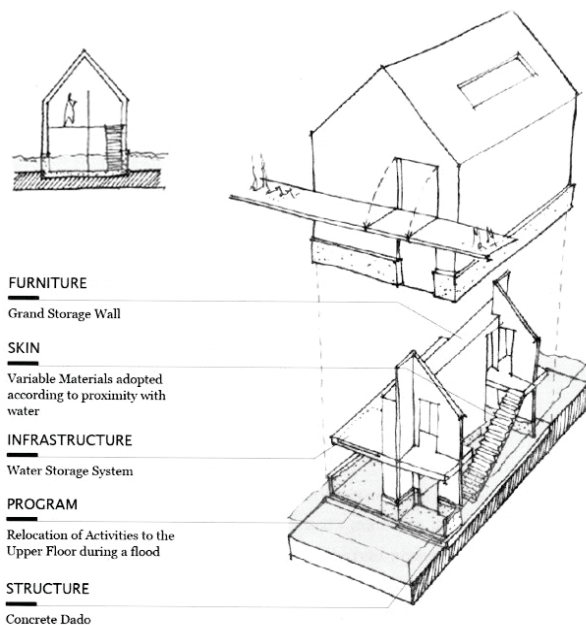 FURNITURE
Grand Storage Wall
SKIN
Variable Materials adopted
according to proximity with
water
INFRASTRUCTURE
Water Storage System
PROGRAM
Relocation of Activities to the
Upper Floor during a flood
STRUCTURE
Concrete Dado